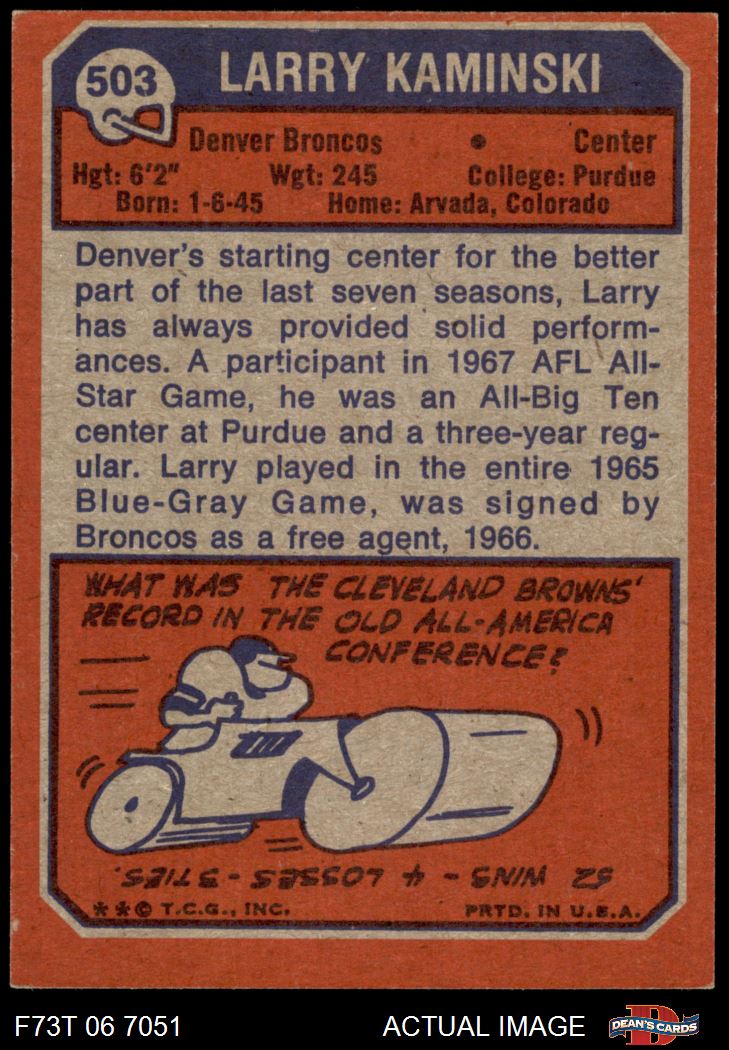 503
LARRY KAMINSKI
Denver Broncos • Center
Hgt: 6'2" Wgt: 245 College: Purdue
Born: 1-6-45 Home: Arvada, Colorado
Denver's starting center for the better
part of the last seven seasons, Larry
has always provided solid perform-
ances. A participant in 1967 AFL All-
Star Game, he was an All-Big Ten
center at Purdue and a three-year reg-
ular. Larry played in the entire 1965
Blue-Gray Game, was signed by
Broncos as a free agent, 1966.
WHAT WAS THE CLEVELAND BROWNS'
RECORD IN THE OLD ALL-AMERICA
CONFERENCE?
52 WINS - 4 LOSSES - 3 TIES.
**© T.C.G., INC. PRTD. IN U.S.A.
F73T 06 7051 ACTUAL IMAGE
D
DEAN'S CARDS